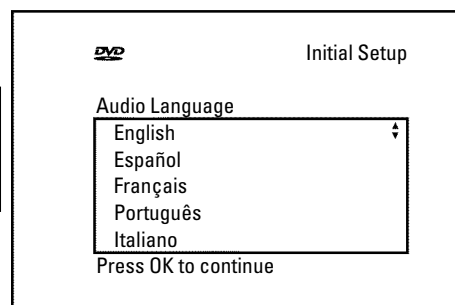 DVD
Initial Setup
Audio Language
English
Español
Français
Português
Italiano
Press OK to continue